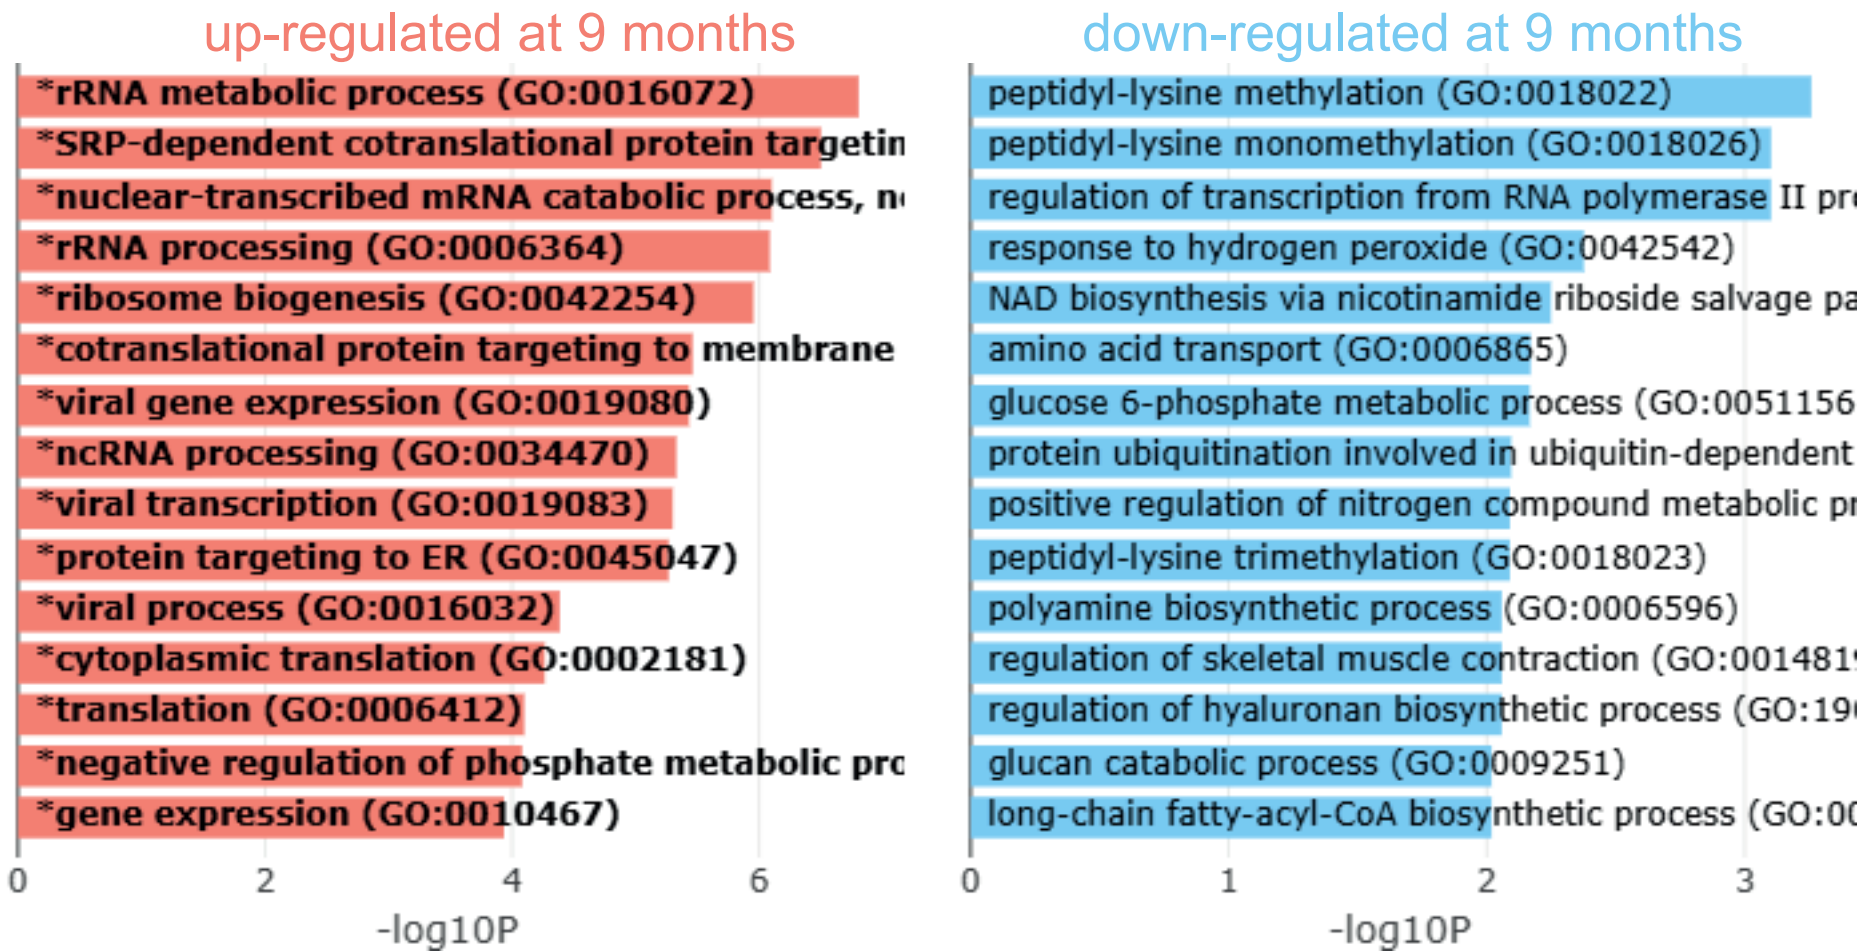 up-regulated at 9 months
*rRNA metabolic process (GO:0016072)
*SRP-dependent cotranslational protein targetin
*nuclear-transcribed mRNA catabolic process,
*rRNA processing (GO:0006364)
*ribosome biogenesis (GO:0042254)
*cotranslational protein targeting to membrane
*viral gene expression (GO:0019080)
*ncRNA processing (GO:0034470)
*viral transcription (GO:0019083)
*protein targeting to ER (GO:0045047)
*viral process (GO:0016032)
*cytoplasmic translation (GO:0002181)
*translation (GO:0006412)
*negative regulation of phosphate metabolic pro
*gene expression (GO:0010467)
0 2 4 6
-log10P
down-regulated at 9 months
peptidyl-lysine methylation (GO:0018022)
peptidyl-lysine monomethylation (GO:0018026)
regulation of transcription from RNA polymerase II pro
response to hydrogen peroxide (GO:0042542)
NAD biosynthesis via nicotinamide riboside salvage pa
amino acid transport (GO:0006865)
glucose 6-phosphate metabolic process (GO:0051156
protein ubiquitination involved in ubiquitin-dependent
positive regulation of nitrogen compound metabolic pr
peptidyl-lysine trimethylation (GO:0018023)
polyamine biosynthetic process (GO:0006596)
regulation of skeletal muscle contraction (GO:0014819
regulation of hyaluronan biosynthetic process (GO:190
glucan catabolic process (GO:0009251)
long-chain fatty-acyl-CoA biosynthetic process (GO:00
0 1 2 3
-log10P